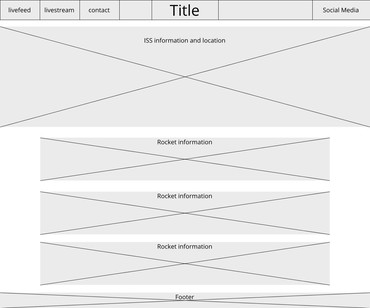 livefeed
livestream
contact
Title
Social Media
ISS information and location
Rocket information
Rocket information
Rocket information
Footer